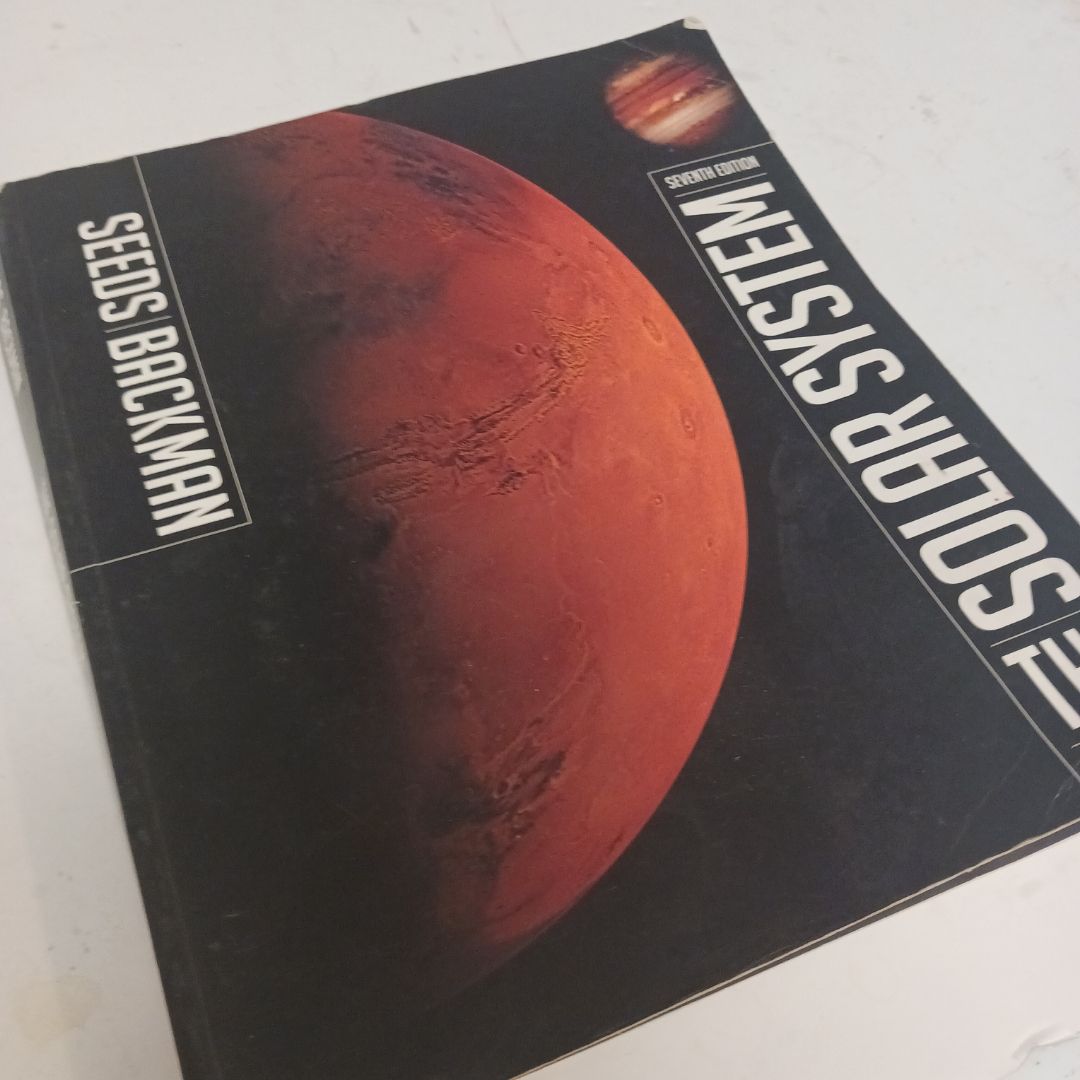 THE
SOLAR SYSTEM
SEVENTH EDITION
SEEDS | BACKMAN